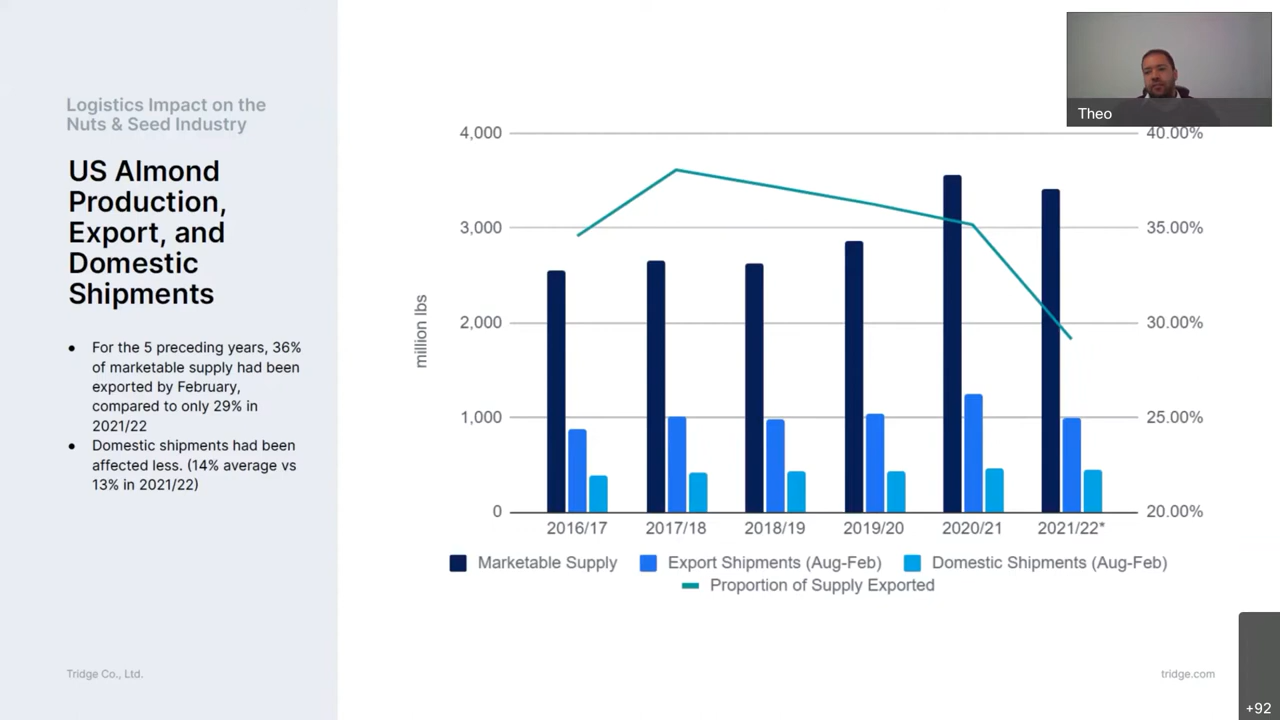 Logistics Impact on the
Nuts & Seed Industry
US Almond
Production,
Export, and
Domestic
Shipments
• For the 5 preceding years, 36%
of marketable supply had been
exported by February,
compared to only 29% in
2021/22
• Domestic shipments had been
affected less. (14% average vs
13% in 2021/22)
Tridge Co., Ltd.
Theo
4,000
3,000
2,000
1,000
0
million lbs
40.00%
35.00%
30.00%
25.00%
20.00%
2016/17 2017/18 2018/19 2019/20 2020/21 2021/22*
Marketable Supply Export Shipments (Aug-Feb) Domestic Shipments (Aug-Feb)
Proportion of Supply Exported
tridge.com
+92